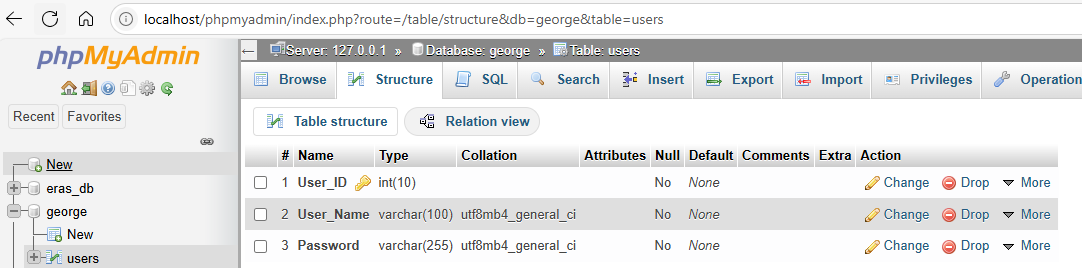 localhost/phpmyadmin/index.php?route=/table/structure&db=george&table=users
phpMyAdmin
Recent Favorites
New
eras_db
george
New
users
Server: 127.0.0.1 » Database: george » Table: users
Browse Structure SQL Search Insert Export Import Privileges Operation
Table structure Relation view
# Name Type Collation Attributes Null Default Comments Extra Action
1 User_ID int(10) No None Change Drop More
2 User_Name varchar(100) utf8mb4_general_ci No None Change Drop More
3 Password varchar(255) utf8mb4_general_ci No None Change Drop More